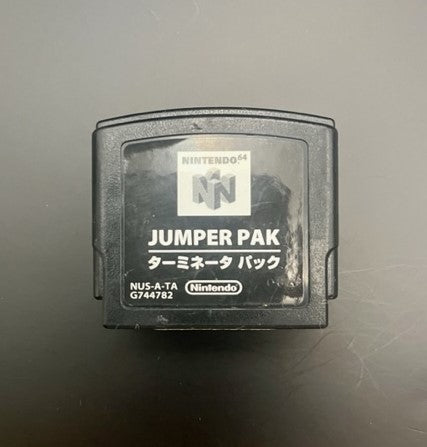 NINTENDO64
N
JUMPER PAK
ターミネータ パック
NUS-A-TA
G744782
Nintendo